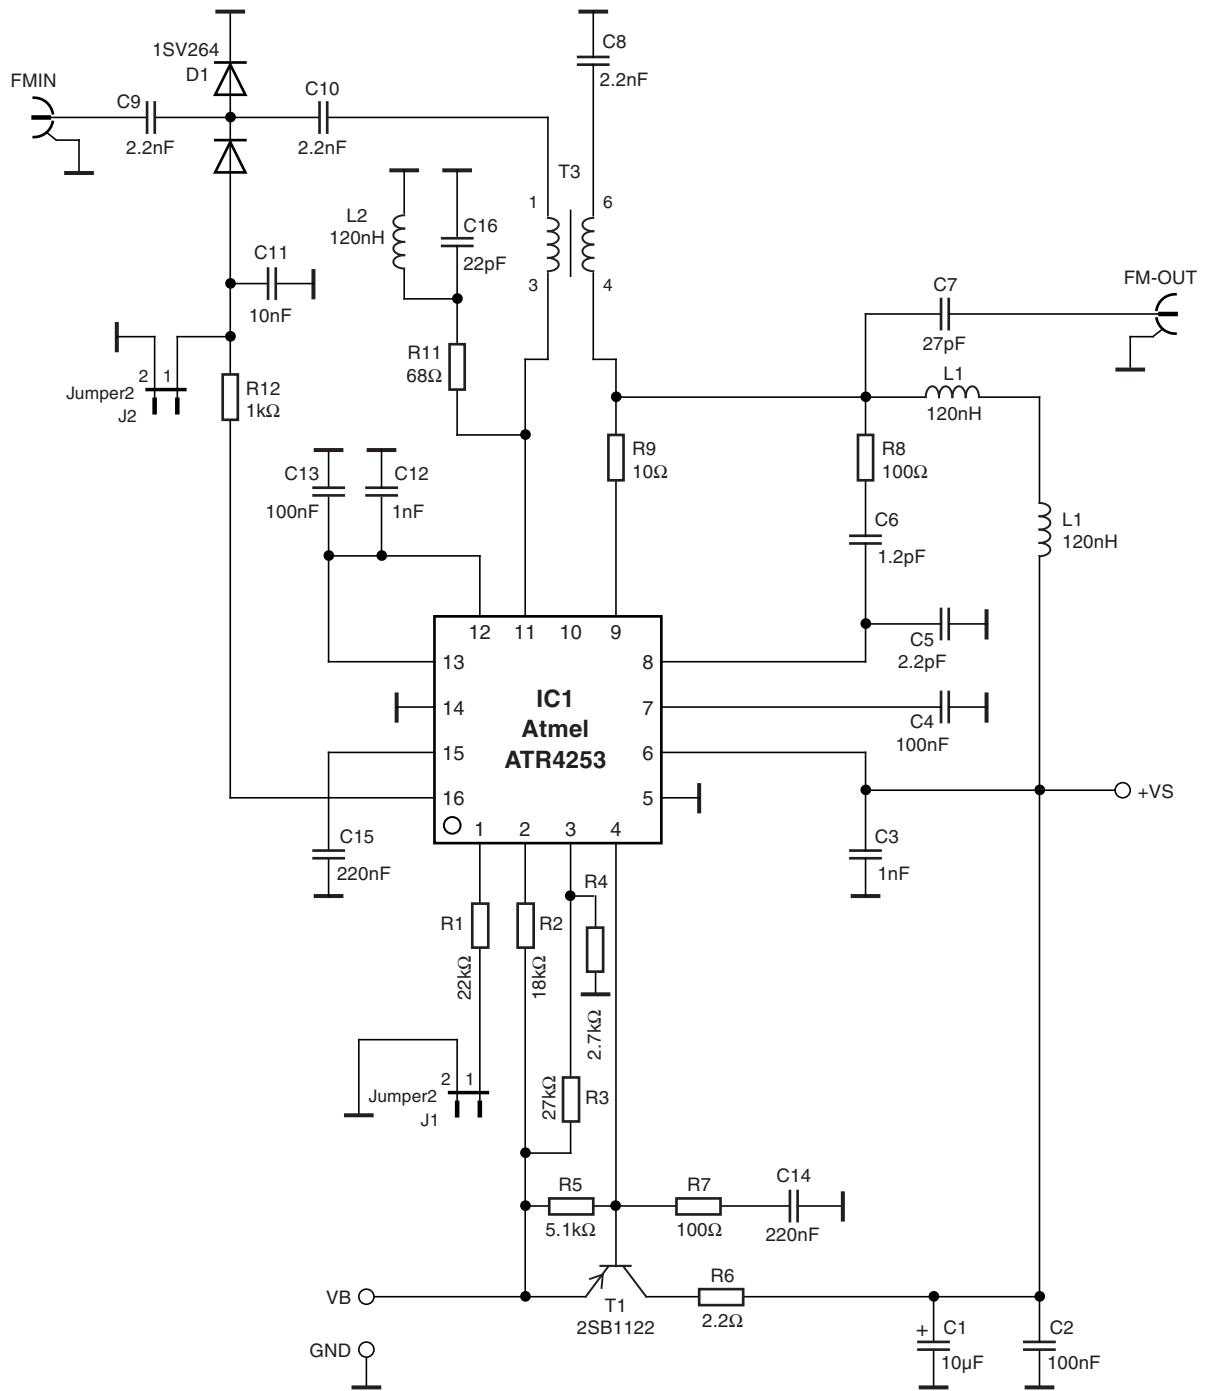 1SV264
D1
FMIN
C9
2.2nF
C10
2.2nF
C8
2.2nF
T3
1
6
3
4
L2
120nH
C16
22pF
C11
10nF
R11
68Ω
2 1
Jumper2
J2
R12
1kΩ
C7
27pF
FM-OUT
L1
120nH
R9
10Ω
R8
100Ω
C13
100nF
C12
1nF
C6
1.2pF
L1
120nH
C5
2.2pF
C4
100nF
12 11 10 9
13
14
15
16
8
7
6
5
IC1
Atmel
ATR4253
1 2 3 4
+VS
C3
1nF
C15
220nF
R1
22kΩ
R2
18kΩ
R4
2.7kΩ
R3
27kΩ
2 1
Jumper2
J1
R5
5.1kΩ
R7
100Ω
C14
220nF
VB
T1
2SB1122
R6
2.2Ω
GND
+
C1
10µF
C2
100nF